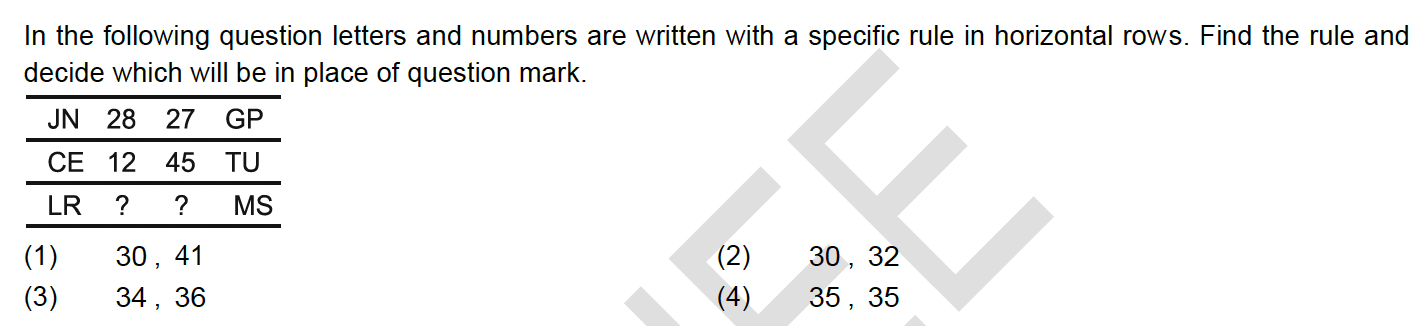 In the following question letters and numbers are written with a specific rule in horizontal rows. Find the rule and
decide which will be in place of question mark.
JN 28 27 GP
CE 12 45 TU
LR ? ? MS
(1) 30 , 41 (2) 30 , 32
(3) 34 , 36 (4) 35 , 35